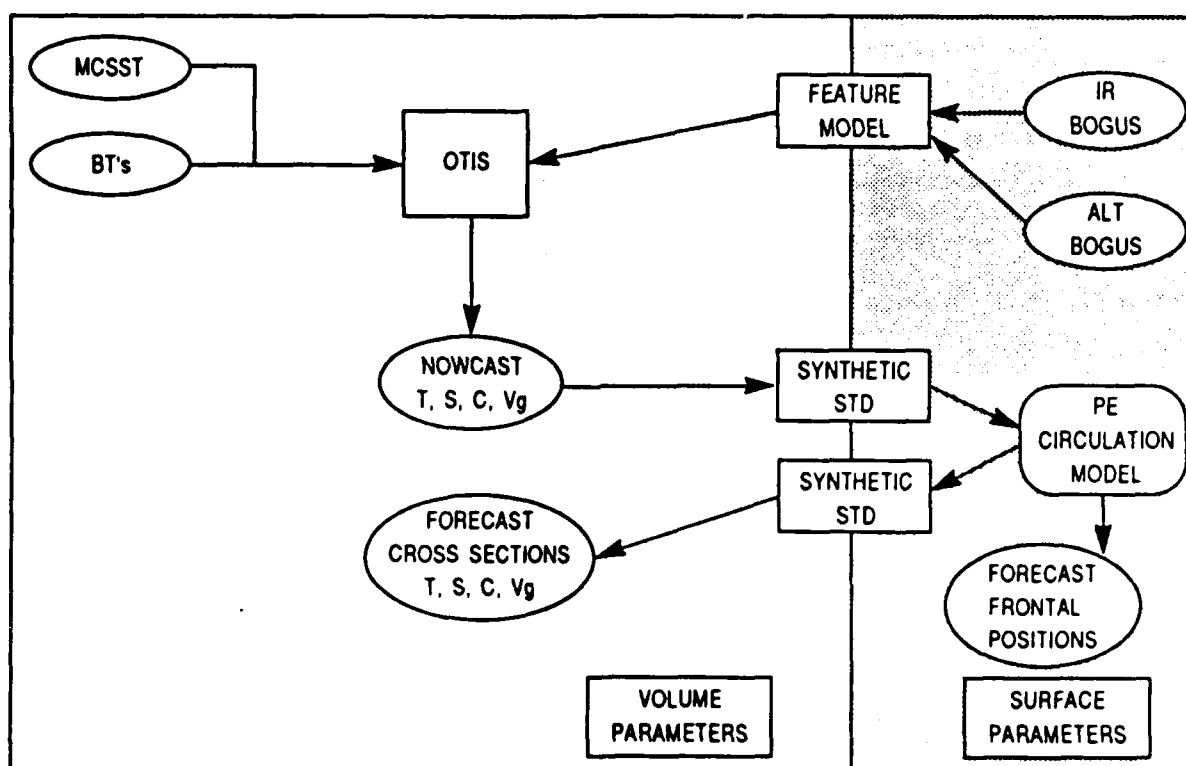 MCSST
BT's
OTIS
FEATURE
MODEL
IR
BOGUS
ALT
BOGUS
NOWCAST
T, S, C, Vg
SYNTHETIC
STD
PE
CIRCULATION
MODEL
SYNTHETIC
STD
FORECAST
CROSS SECTIONS
T, S, C, Vg
FORECAST
FRONTAL
POSITIONS
VOLUME
PARAMETERS
SURFACE
PARAMETERS